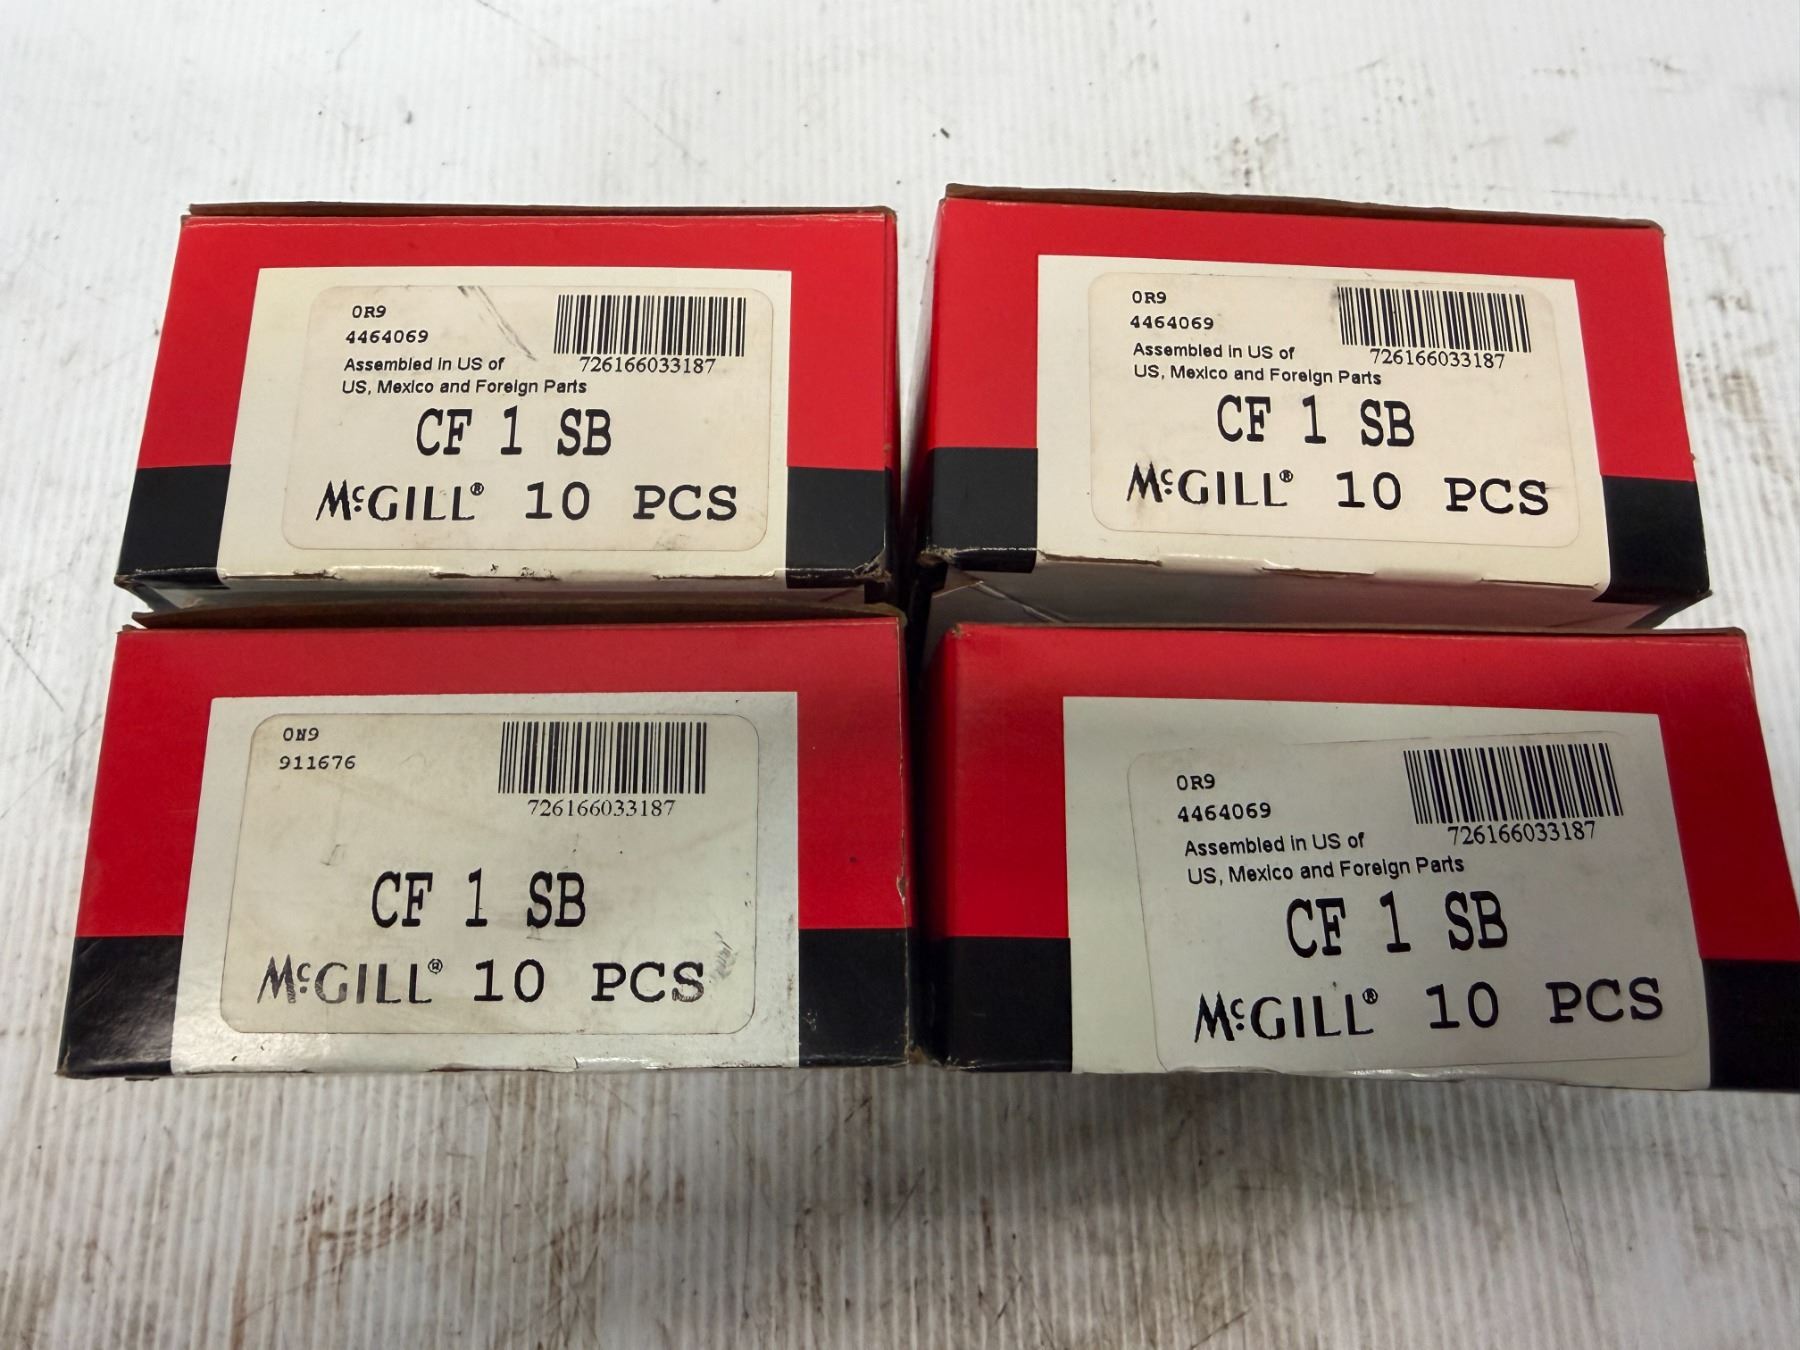 0R9
4464069
Assembled in US of
US, Mexico and Foreign Parts
726166033187
CF 1 SB
McGILL® 10 PCS
0R9
4464069
Assembled in US of
US, Mexico and Foreign Parts
726166033187
CF 1 SB
McGILL® 10 PCS
0N9
911676
726166033187
CF 1 SB
McGILL® 10 PCS
0R9
4464069
Assembled in US of
US, Mexico and Foreign Parts
726166033187
CF 1 SB
McGILL® 10 PCS